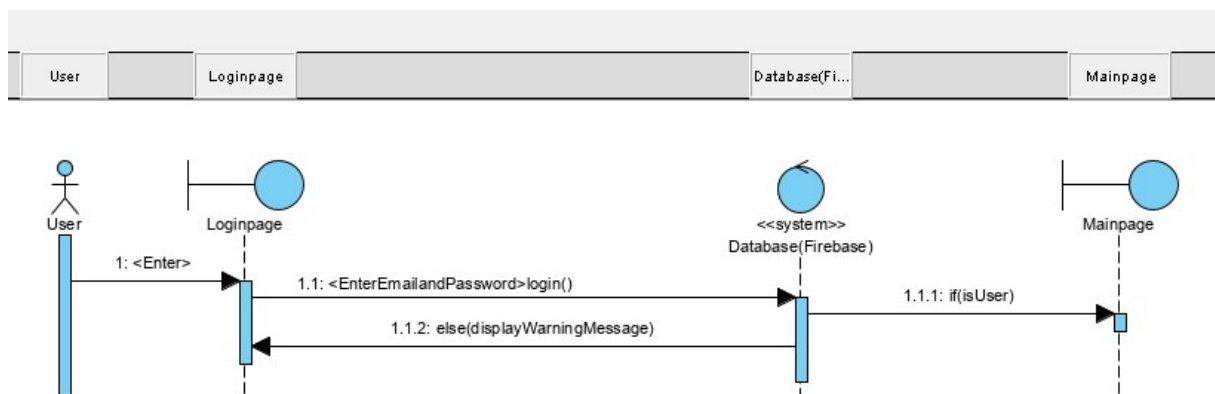 User
Loginpage
Database(Fi...
Mainpage
User
Loginpage
<<system>>
Database(Firebase)
Mainpage
1: <Enter>
1.1: <EnterEmailandPassword>login()
1.1.1: if(isUser)
1.1.2: else(displayWarningMessage)